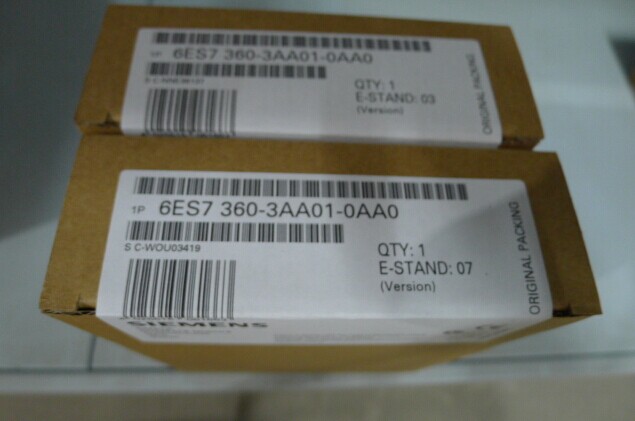 1P 6ES7 360-3AA01-0AA0
QTY: 1
E-STAND: 03
(Version)
ORIGINAL PACKING
1P 6ES7 360-3AA01-0AA0
S C-WOU03419
QTY: 1
E-STAND: 07
(Version)
ORIGINAL PACKING
SIEMENS